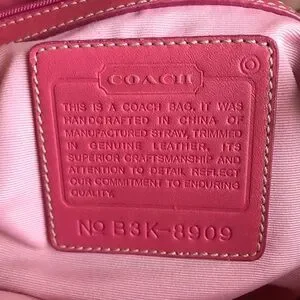 COACH
THIS IS A COACH BAG. IT WAS
HANDCRAFTED IN CHINA OF
MANUFACTURED STRAW, TRIMMED
IN GENUINE LEATHER. ITS
SUPERIOR CRAFTSMANSHIP AND
ATTENTION TO DETAIL REFLECT
OUR COMMITMENT TO ENDURING
QUALITY.
No B3K-8909